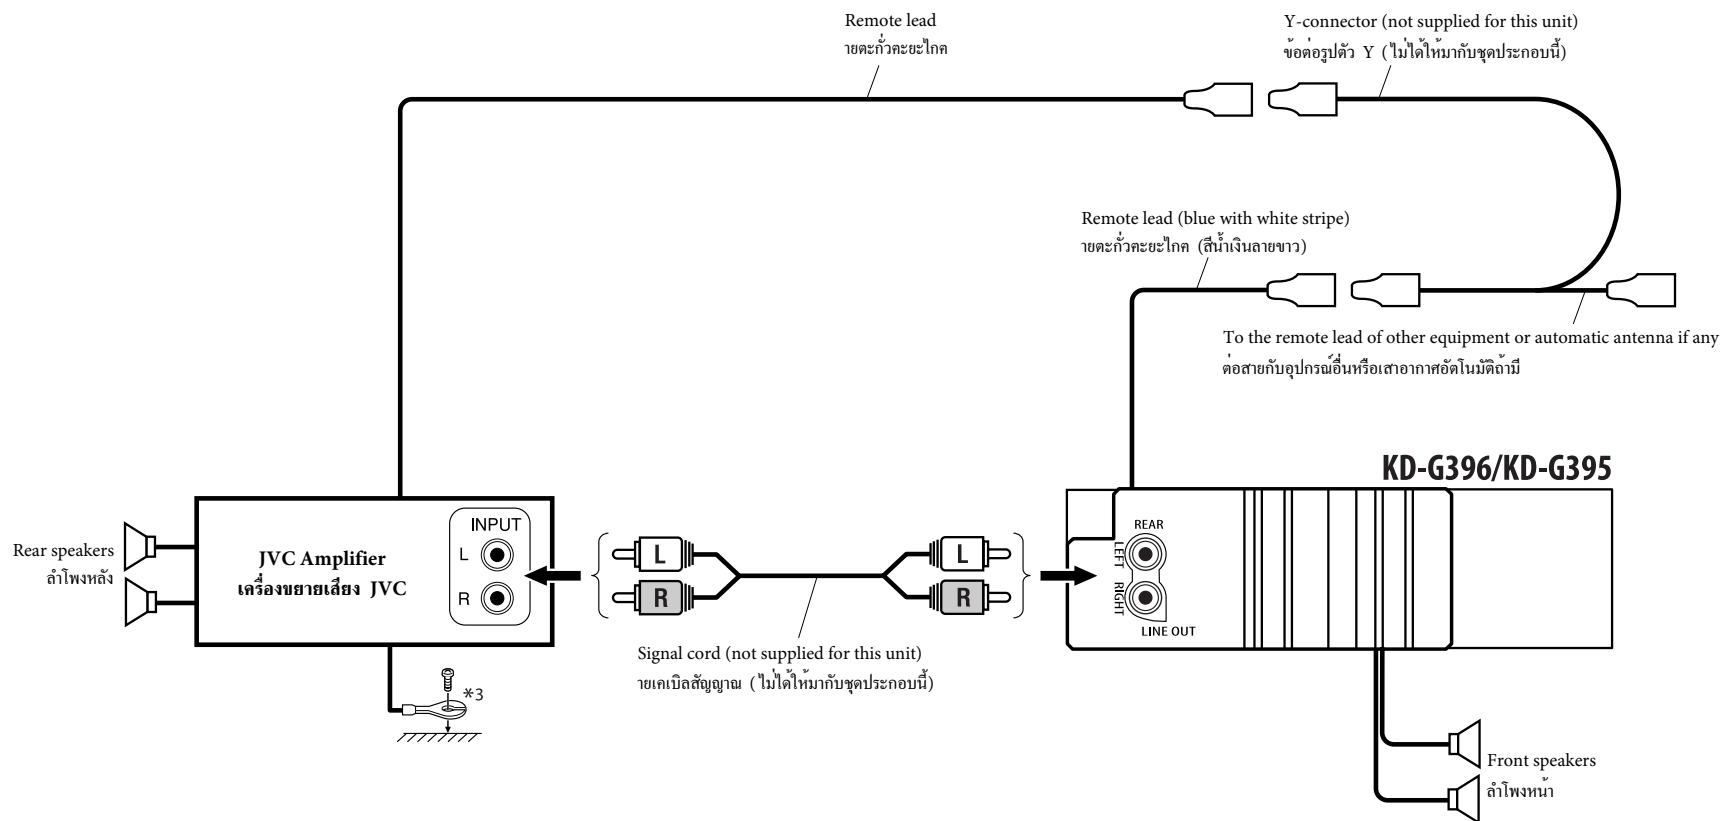 Remote lead
ายตะกั่วคะยะไกค
Y-connector (not supplied for this unit)
ข้อต่อรูปตัว Y (ไม่ได้ให้มากับชุดประกอบนี้)
Remote lead (blue with white stripe)
ายตะกั่วคะยะไกค (สีน้ำเงินลายขาว)
To the remote lead of other equipment or automatic antenna if any
ต่อสายกับอุปกรณ์อื่นหรือเสาอากาศอัตโนมัติถ้ามี
KD-G396/KD-G395
Rear speakers
ลำโพงหลัง
JVC Amplifier
เครื่องขยายเสียง JVC
INPUT
L
R
L
R
L
R
REAR
LEFT
RIGHT
LINE OUT
Signal cord (not supplied for this unit)
ายเคเบิลสัญญาณ (ไม่ได้ให้มากับชุดประกอบนี้)
*3
Front speakers
ลำโพงหน้า